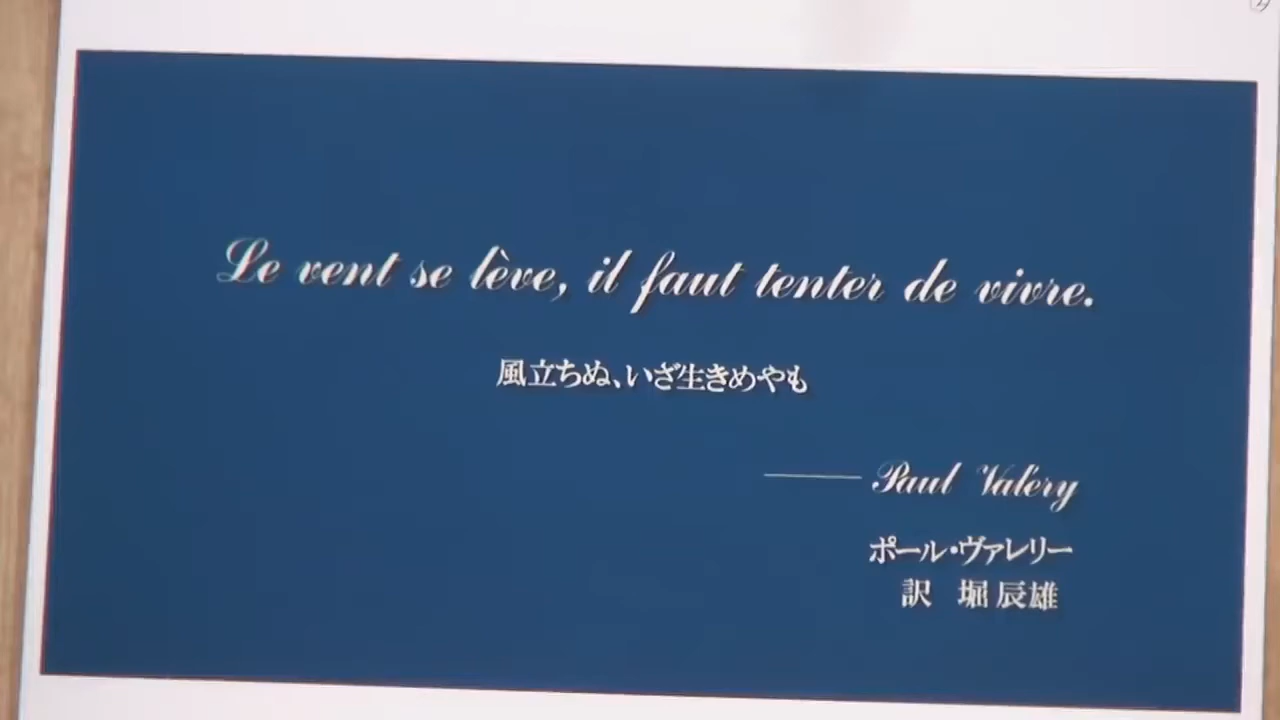 Le vent se lève, il faut tenter de vivre.
風立ちぬ、いざ生きめやも
——— Paul Valéry
ポール・ヴァレリー
訳 堀 辰雄